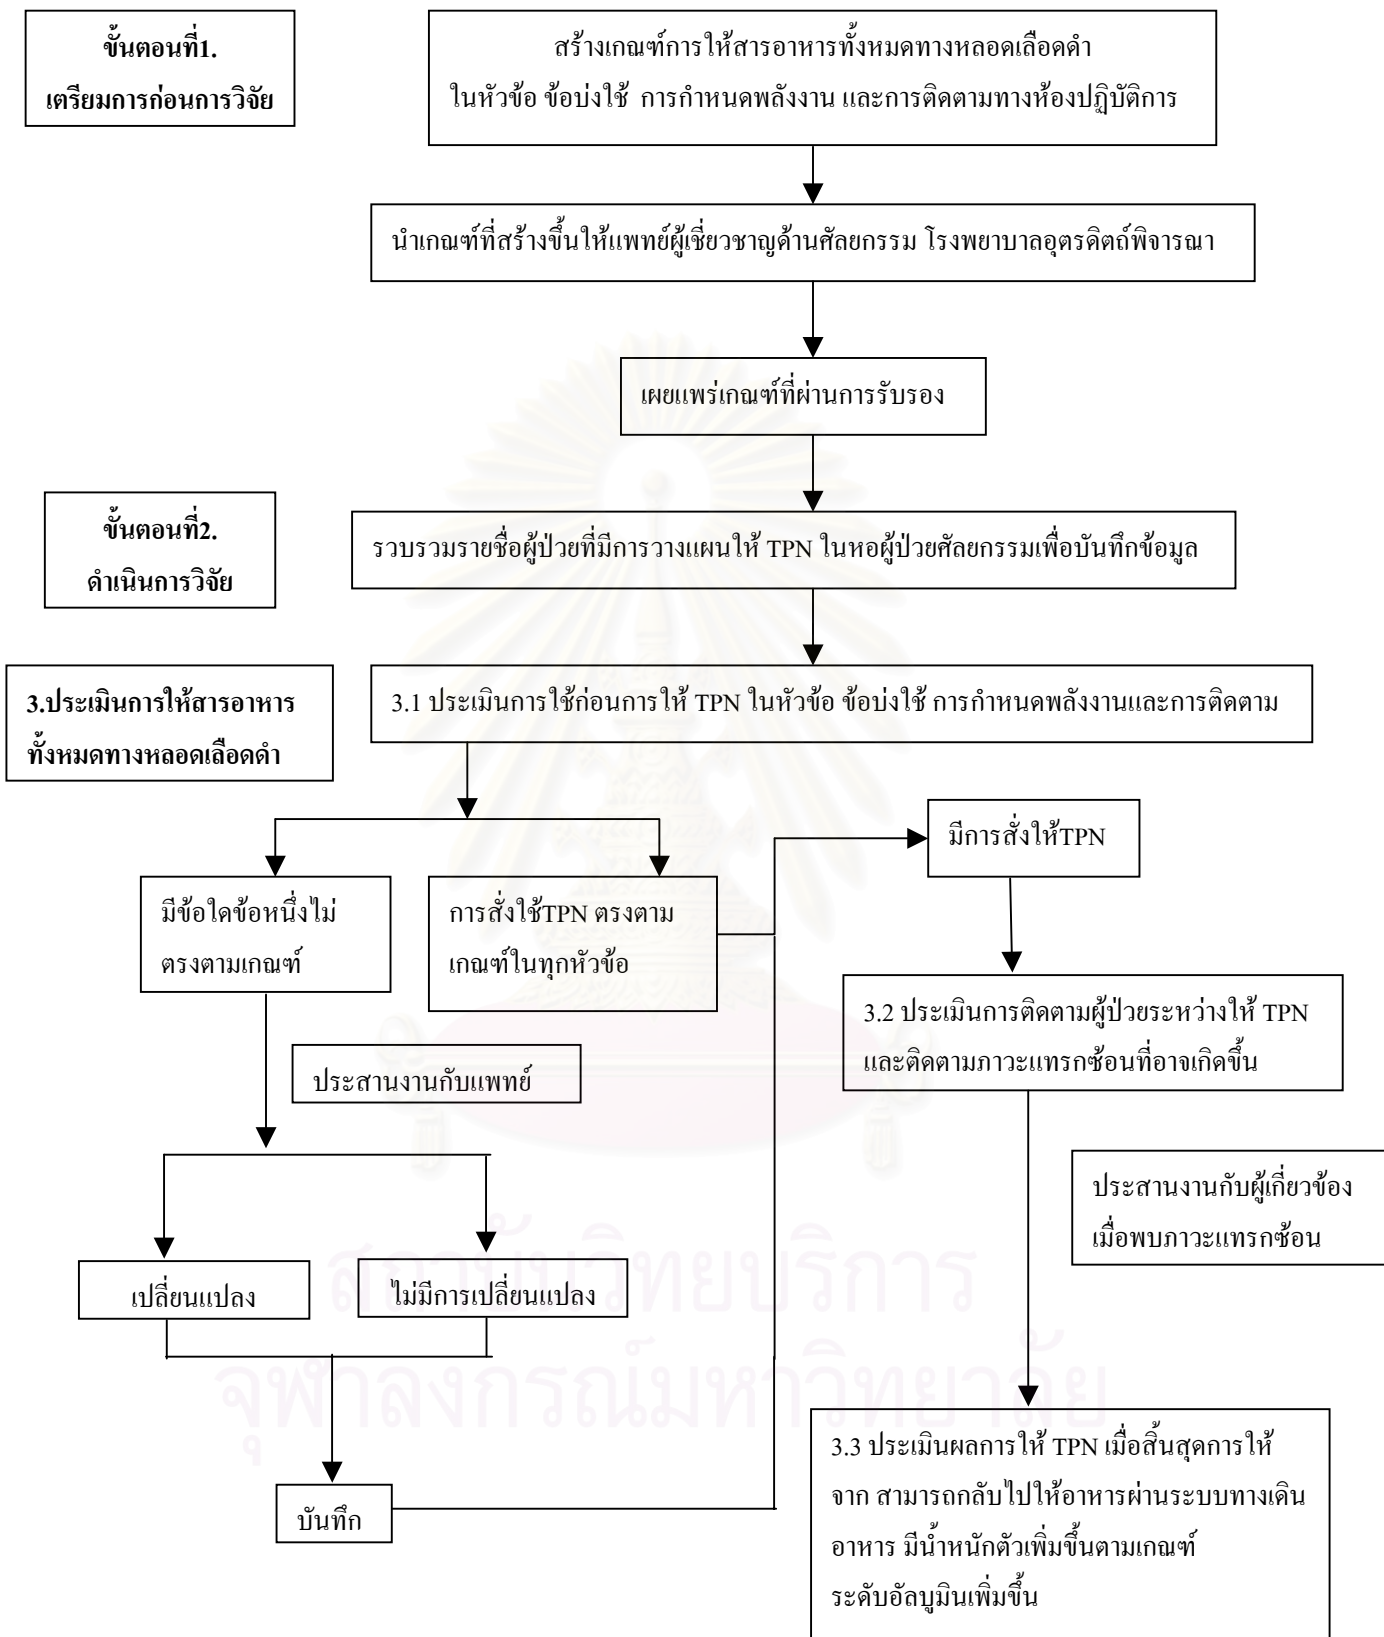 ขั้นตอนที่1.
เตรียมการก่อนการวิจัย
สร้างเกณฑ์การให้สารอาหารทั้งหมดทางหลอดเลือดดำ
ในหัวข้อ ข้อบ่งใช้ การกำหนดพลังงาน และการติดตามทางห้องปฏิบัติการ
นำเกณฑ์ที่สร้างขึ้นให้แพทย์ผู้เชี่ยวชาญด้านศัลยกรรม โรงพยาบาลอุตรดิตถ์พิจารณา
เผยแพร่เกณฑ์ที่ผ่านการรับรอง
ขั้นตอนที่2.
ดำเนินการวิจัย
รวบรวมรายชื่อผู้ป่วยที่มีการวางแผนให้ TPN ในหอผู้ป่วยศัลยกรรมเพื่อบันทึกข้อมูล
3.ประเมินการให้สารอาหาร
ทั้งหมดทางหลอดเลือดดำ
3.1 ประเมินการใช้ก่อนการให้ TPN ในหัวข้อ ข้อบ่งใช้ การกำหนดพลังงานและการติดตาม
มีการสั่งให้TPN
มีข้อใดข้อหนึ่งไม่
ตรงตามเกณฑ์
การสั่งใช้TPN ตรงตาม
เกณฑ์ในทุกหัวข้อ
3.2 ประเมินการติดตามผู้ป่วยระหว่างให้ TPN
และติดตามภาวะแทรกซ้อนที่อาจเกิดขึ้น
ประสานงานกับแพทย์
ประสานงานกับผู้เกี่ยวข้อง
เมื่อพบภาวะแทรกซ้อน
เปลี่ยนแปลง
ไม่มีการเปลี่ยนแปลง
สถาบันวิทยบริการ
จุฬาลงกรณ์มหาวิทยาลัย
บันทึก
3.3 ประเมินผลการให้ TPN เมื่อสิ้นสุดการให้
จาก สามารถกลับไปให้อาหารผ่านระบบทางเดิน
อาหาร มีน้ำหนักตัวเพิ่มขึ้นตามเกณฑ์
ระดับอัลบูมินเพิ่มขึ้น